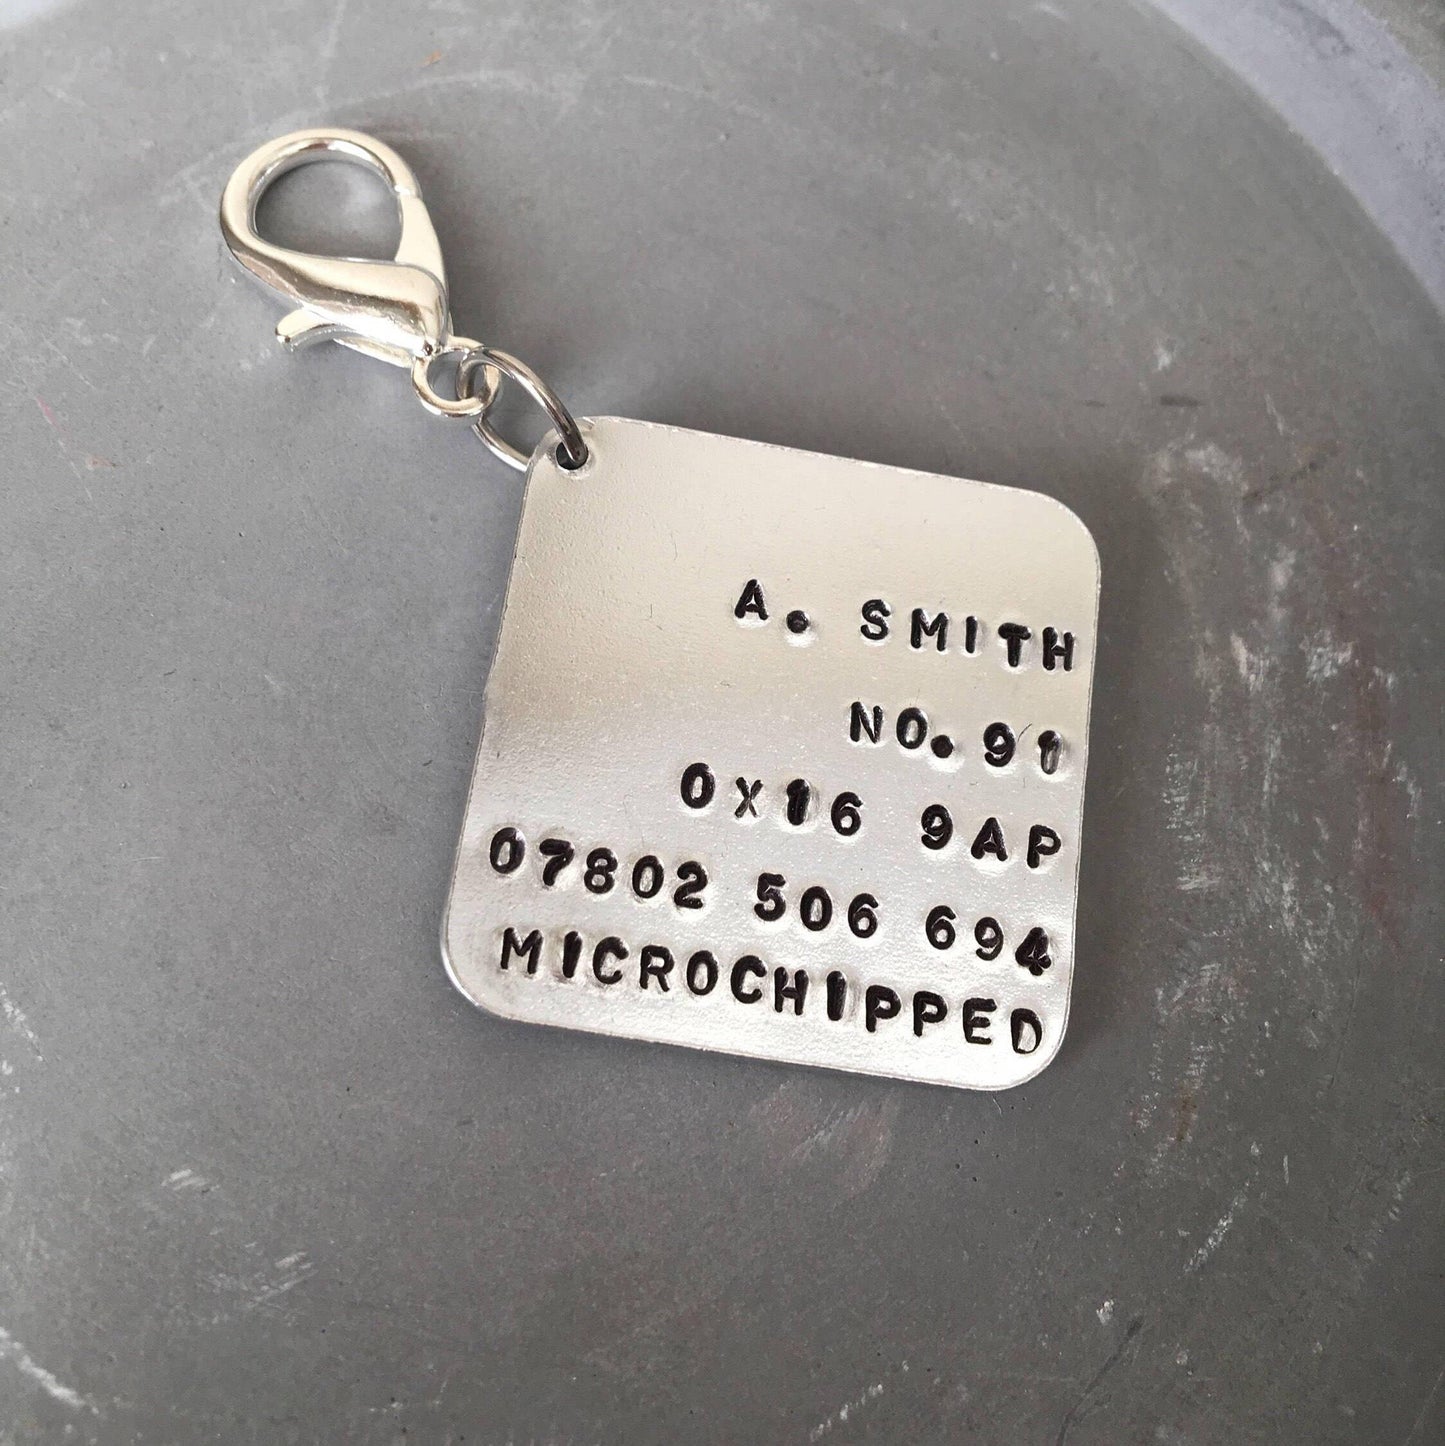 A. SMITH
NO. 91
OX16 9AP
07802 506 694
MICROCHIPPED